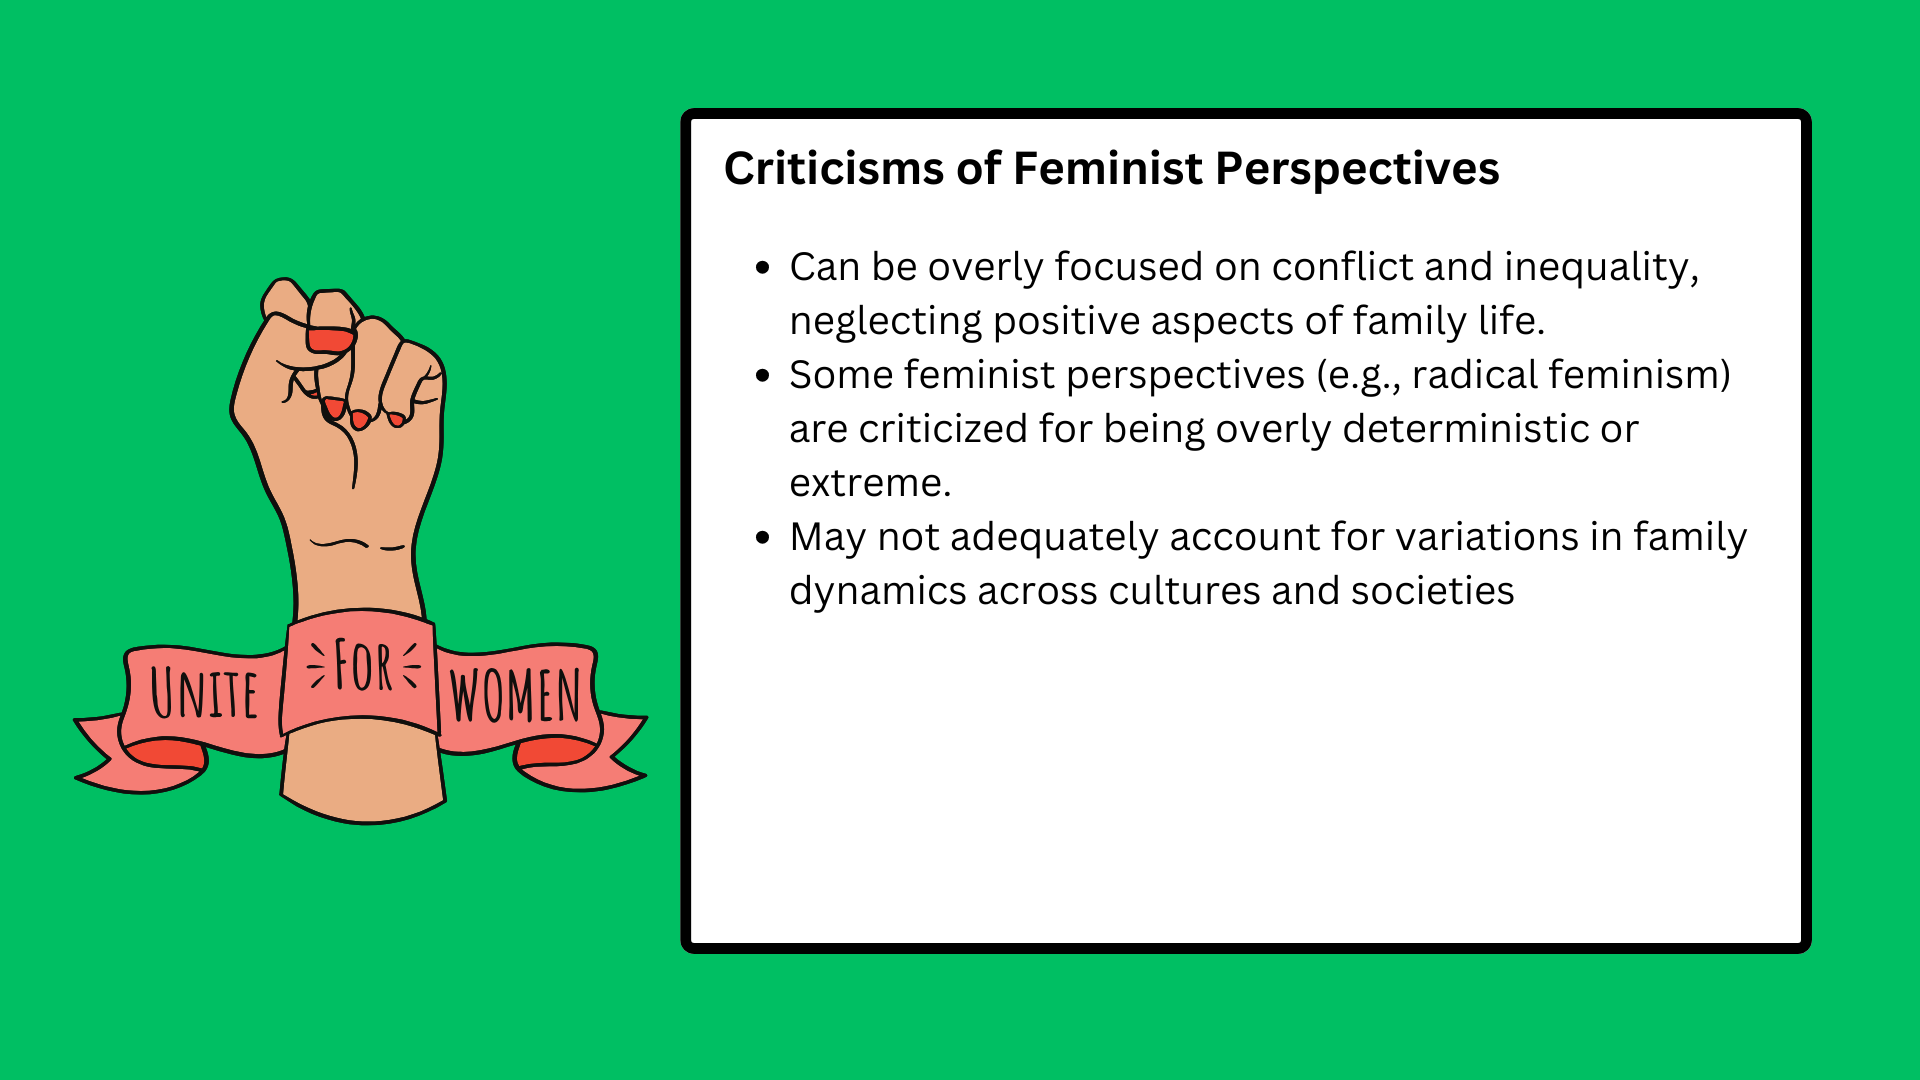 Criticisms of Feminist Perspectives
• Can be overly focused on conflict and inequality,
neglecting positive aspects of family life.
• Some feminist perspectives (e.g., radical feminism)
are criticized for being overly deterministic or
extreme.
• May not adequately account for variations in family
dynamics across cultures and societies
UNITE FOR WOMEN